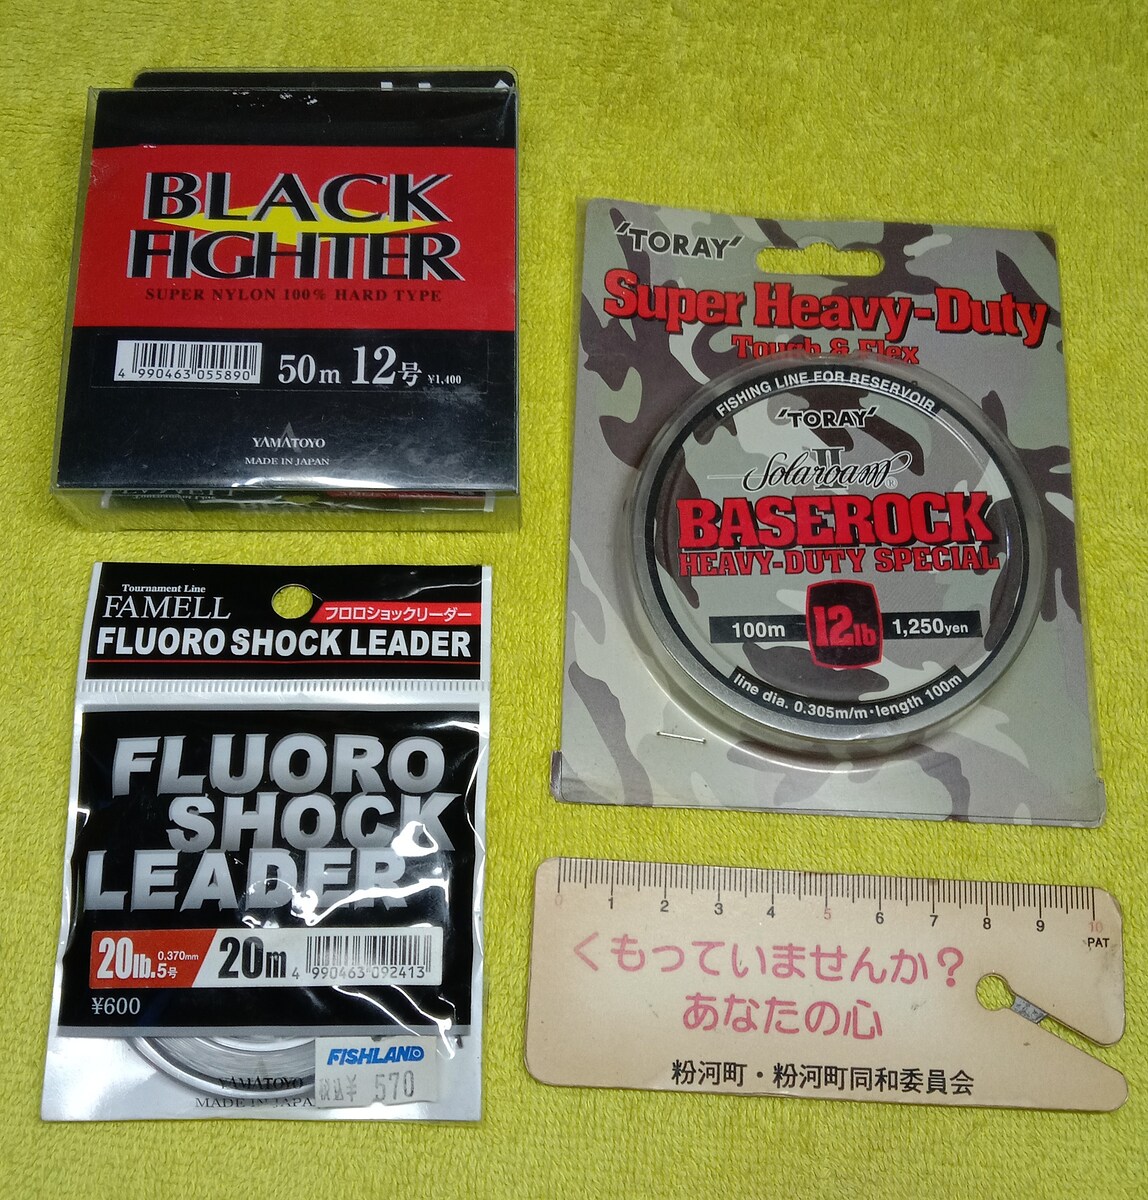 BLACK
FIGHTER
SUPER NYLON 100% HARD TYPE
4 990463 055890
50m 12号 ¥1,400
YAMATOYO
MADE IN JAPAN
'TORAY'
Super Heavy-Duty
Tough & Flex
FISHING LINE FOR RESERVOIR
'TORAY'
Solaroam®
II
BASEROCK
HEAVY-DUTY SPECIAL
100m 12lb 1,250yen
line dia. 0.305m/m・length 100m
Tournament Line
FAMELL
フロロショックリーダー
FLUORO SHOCK LEADER
FLUORO
SHOCK
LEADER
20lb. 0.370mm 5号 20m
4 990463 092413
¥600
FISHLAND
税込¥ 570
YAMATOYO
MADE IN JAPA
0 1 2 3 4 5 6 7 8 9 10
PAT
くもっていませんか?
あなたの心
粉河町・粉河町同和委員会